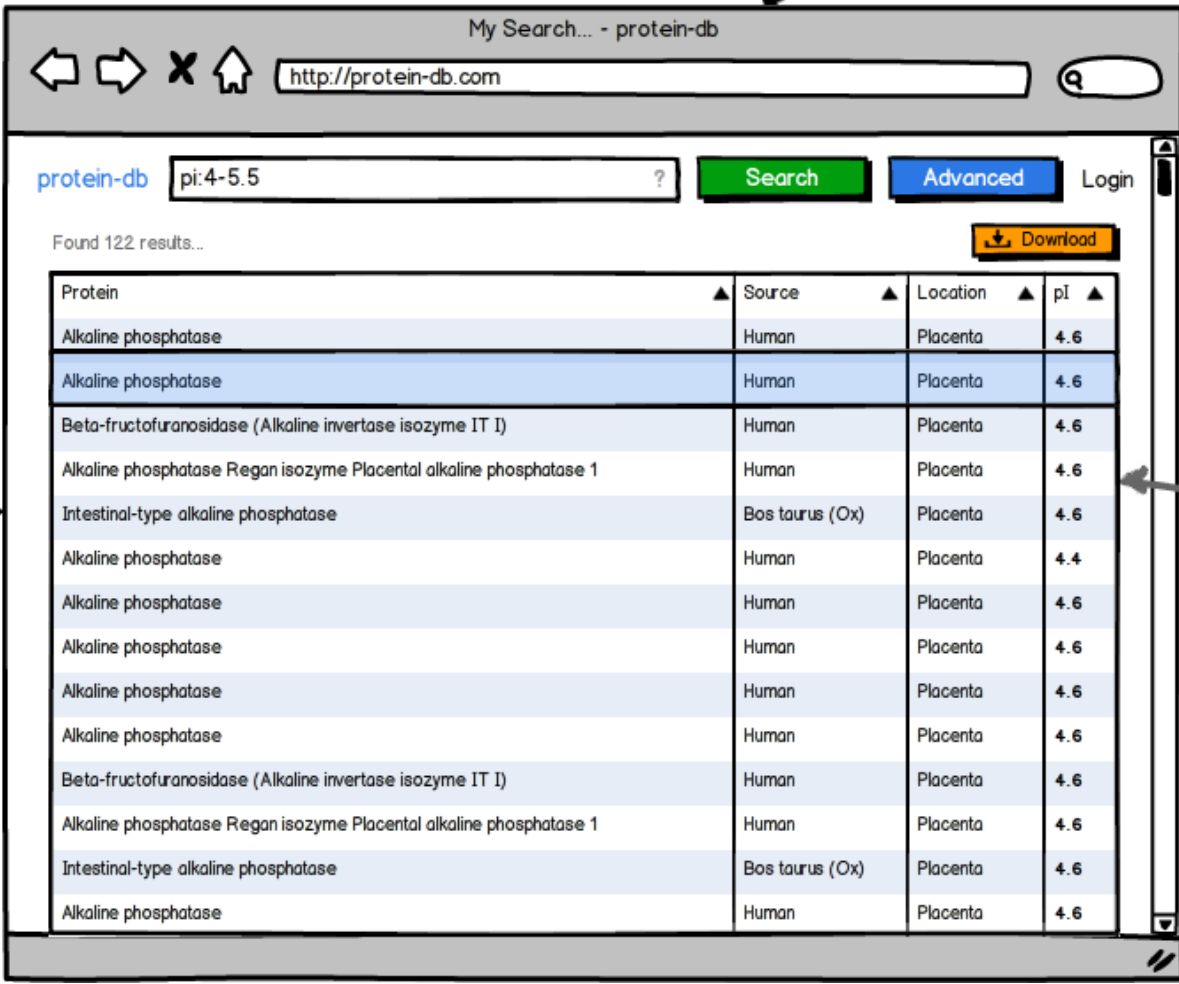 My Search... - protein-db
http://protein-db.com
protein-db pi:4-5.5 ? Search Advanced Login
Found 122 results... Download
Protein Source Location pI
Alkaline phosphatase Human Placenta 4.6
Alkaline phosphatase Human Placenta 4.6
Beta-fructofuranosidase (Alkaline invertase isozyme IT I) Human Placenta 4.6
Alkaline phosphatase Regan isozyme Placental alkaline phosphatase 1 Human Placenta 4.6
Intestinal-type alkaline phosphatase Bos taurus (Ox) Placenta 4.6
Alkaline phosphatase Human Placenta 4.4
Alkaline phosphatase Human Placenta 4.6
Alkaline phosphatase Human Placenta 4.6
Alkaline phosphatase Human Placenta 4.6
Alkaline phosphatase Human Placenta 4.6
Beta-fructofuranosidase (Alkaline invertase isozyme IT I) Human Placenta 4.6
Alkaline phosphatase Regan isozyme Placental alkaline phosphatase 1 Human Placenta 4.6
Intestinal-type alkaline phosphatase Bos taurus (Ox) Placenta 4.6
Alkaline phosphatase Human Placenta 4.6